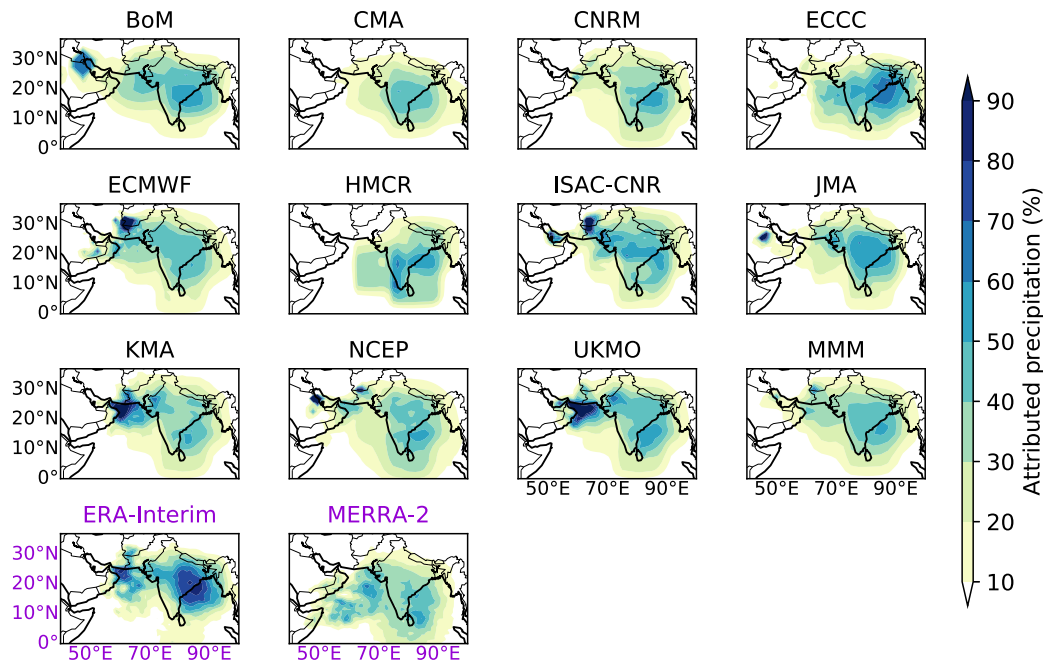 BoM CMA CNRM ECCC
30°N
20°N
10°N
0°
ECMWF HMCR ISAC-CNR JMA
30°N
20°N
10°N
0°
KMA NCEP UKMO MMM
30°N
20°N
10°N
0°
50°E 70°E 90°E 50°E 70°E 90°E
ERA-Interim MERRA-2
30°N
20°N
10°N
0°
50°E 70°E 90°E 50°E 70°E 90°E
90
80
70
60
50
40
30
20
10
Attributed precipitation (%)